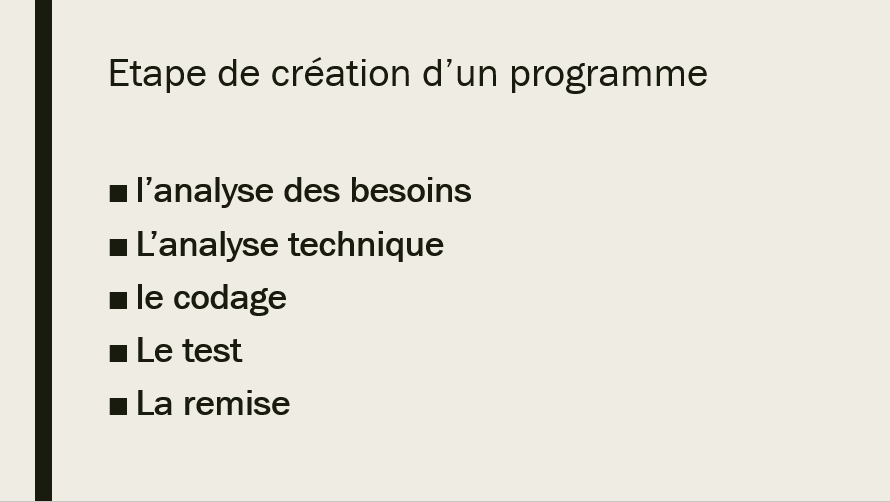 Etape de création d’un programme
■ l’analyse des besoins
■ L’analyse technique
■ le codage
■ Le test
■ La remise